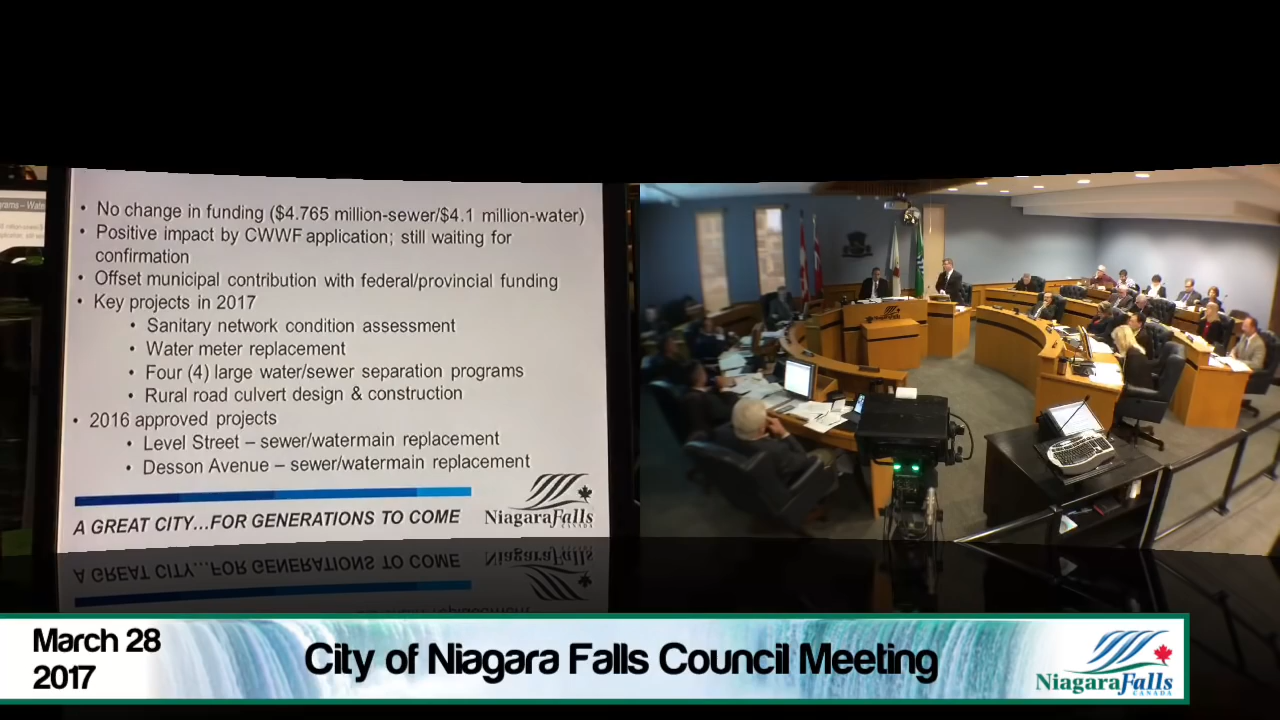 • No change in funding ($4.765 million-sewer/$4.1 million-water)
• Positive impact by CWWF application; still waiting for
confirmation
• Offset municipal contribution with federal/provincial funding
• Key projects in 2017
• Sanitary network condition assessment
• Water meter replacement
• Four (4) large water/sewer separation programs
• Rural road culvert design & construction
• 2016 approved projects
• Level Street – sewer/watermain replacement
• Desson Avenue – sewer/watermain replacement
A GREAT CITY...FOR GENERATIONS TO COME
NiagaraFalls
CANADA
March 28
2017
City of Niagara Falls Council Meeting
NiagaraFalls
CANADA